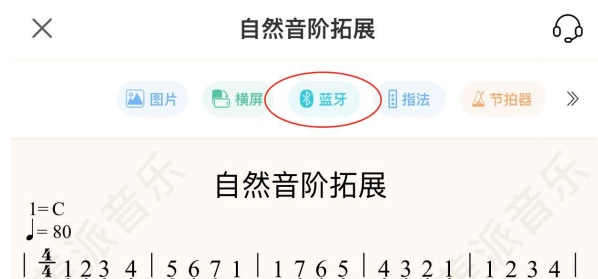 自然音阶拓展
图片 横屏 蓝牙 指法 节拍器
自然音阶拓展
1=C
♩=80
4/4 1 2 3 4 | 5 6 7 1 | 1 7 6 5 | 4 3 2 1 | 1 2 3 4 |